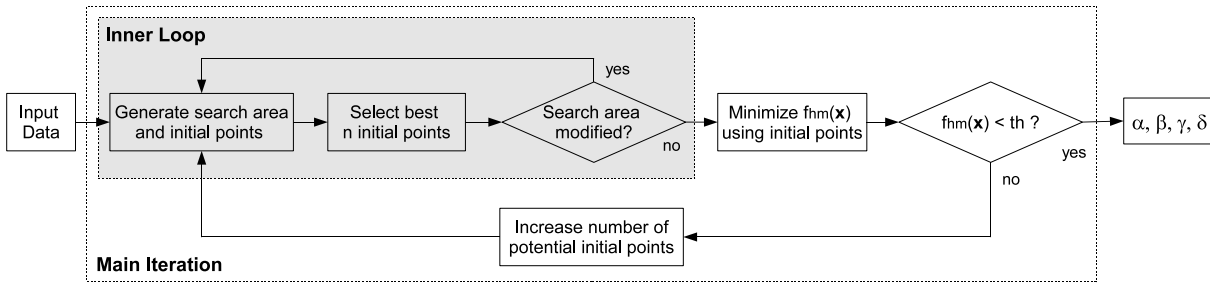 Inner Loop
yes
Input
Data
Generate search area
and initial points
Select best
n initial points
Search area
modified?
no
Minimize fhm(x)
using initial points
fhm(x) < th ?
yes
no
α, β, γ, δ
Increase number of
potential initial points
Main Iteration